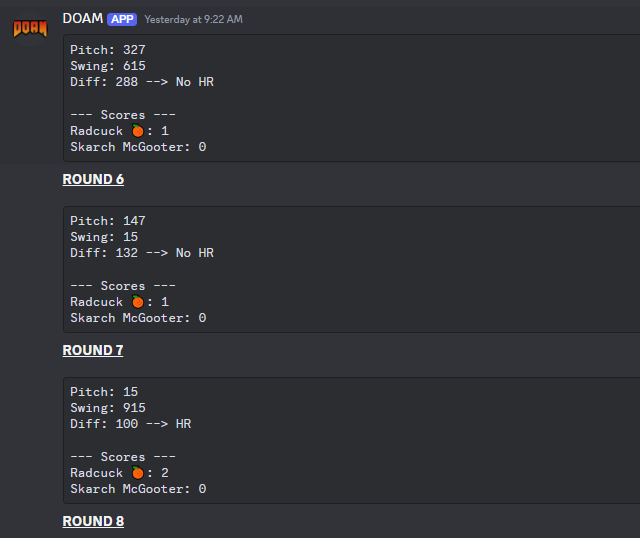 DOAM
DOAM APP Yesterday at 9:22 AM
Pitch: 327
Swing: 615
Diff: 288 --> No HR
--- Scores ---
Radcuck 🍊: 1
Skarch McGooter: 0
ROUND 6
Pitch: 147
Swing: 15
Diff: 132 --> No HR
--- Scores ---
Radcuck 🍊: 1
Skarch McGooter: 0
ROUND 7
Pitch: 15
Swing: 915
Diff: 100 --> HR
--- Scores ---
Radcuck 🍊: 2
Skarch McGooter: 0
ROUND 8